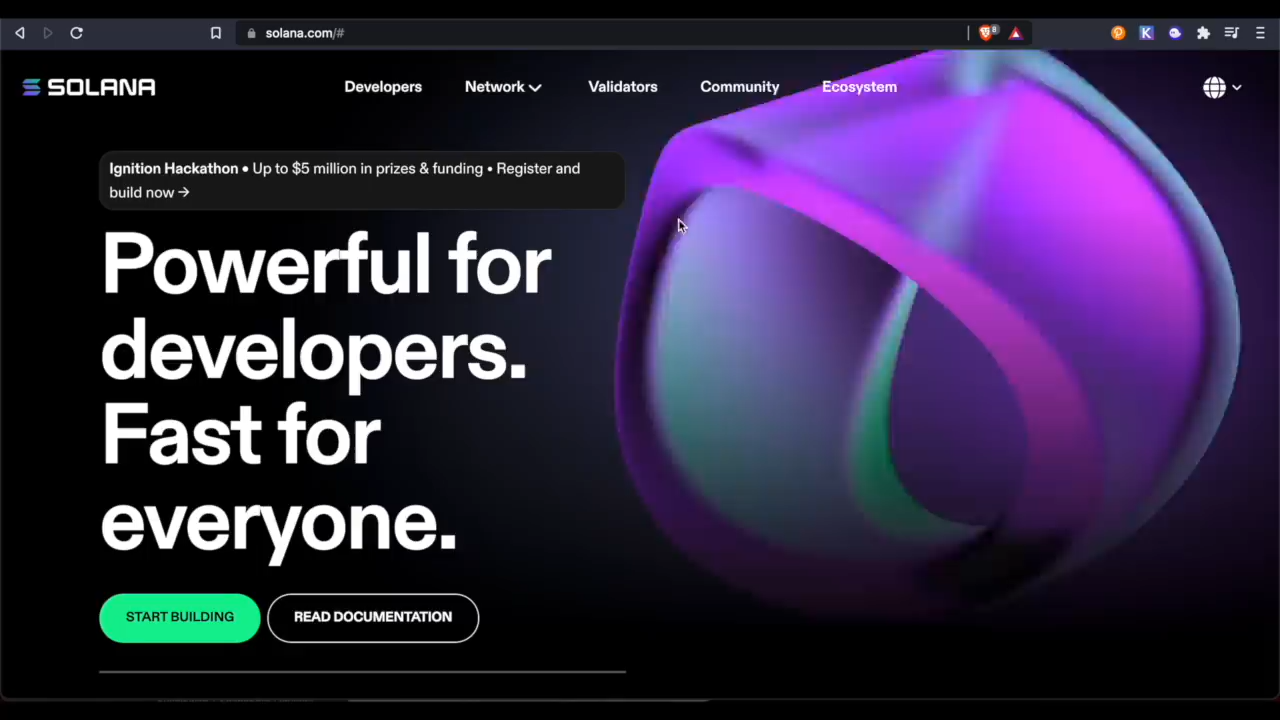 solana.com/#
8
K
SOLANA
Developers
Network
Validators
Community
Ecosystem
Ignition Hackathon • Up to $5 million in prizes & funding • Register and
build now →
Powerful for
developers.
Fast for
everyone.
START BUILDING
READ DOCUMENTATION